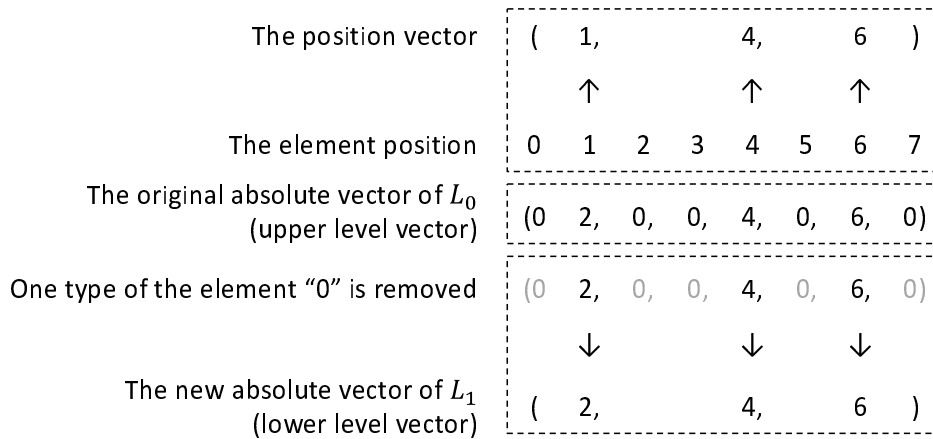 The position vector ( 1, 4, 6 )
↑ ↑ ↑
The element position 0 1 2 3 4 5 6 7
The original absolute vector of L₀
(upper level vector) (0 2, 0, 0, 4, 0, 6, 0)
One type of the element “0” is removed (0 2, 0, 0, 4, 0, 6, 0)
↓ ↓ ↓
The new absolute vector of L₁
(lower level vector) ( 2, 4, 6 )